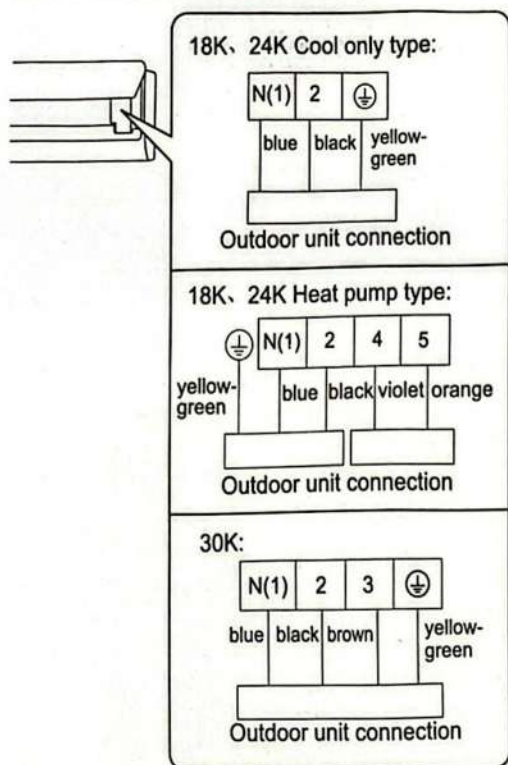 18K、24K Cool only type:
N(1) 2
blue black yellow-
green
Outdoor unit connection
18K、24K Heat pump type:
N(1) 2 4 5
yellow-
green
blue black violet orange
Outdoor unit connection
30K:
N(1) 2 3
blue black brown yellow-
green
Outdoor unit connection